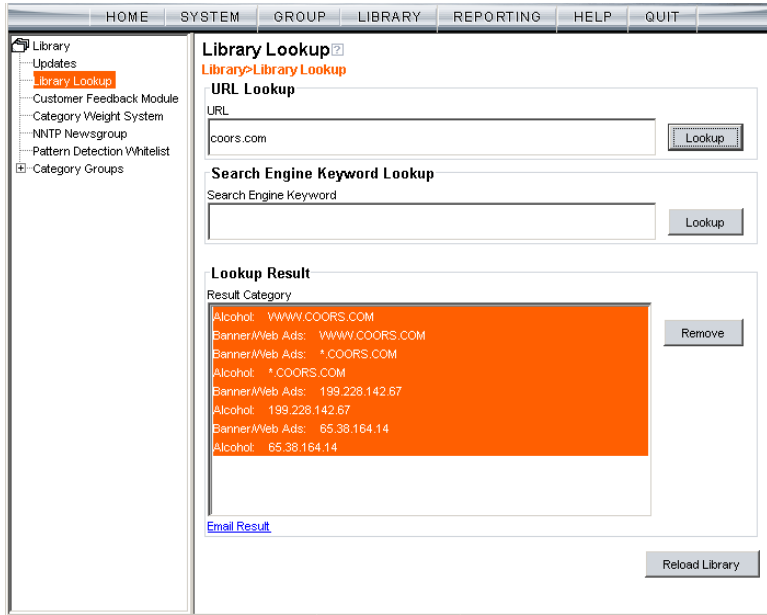 HOME SYSTEM GROUP LIBRARY REPORTING HELP QUIT
Library
Updates
Library Lookup
Customer Feedback Module
Category Weight System
NNTP Newsgroup
Pattern Detection Whitelist
Category Groups
Library Lookup?
Library>Library Lookup
URL Lookup
URL
coors.com
Lookup
Search Engine Keyword Lookup
Search Engine Keyword
Lookup
Lookup Result
Result Category
Alcohol: WWW.COORS.COM
Banner/Web Ads: WWW.COORS.COM
Banner/Web Ads: *.COORS.COM
Alcohol: *.COORS.COM
Banner/Web Ads: 199.228.142.67
Alcohol: 199.228.142.67
Banner/Web Ads: 65.38.164.14
Alcohol: 65.38.164.14
Remove
Email Result
Reload Library